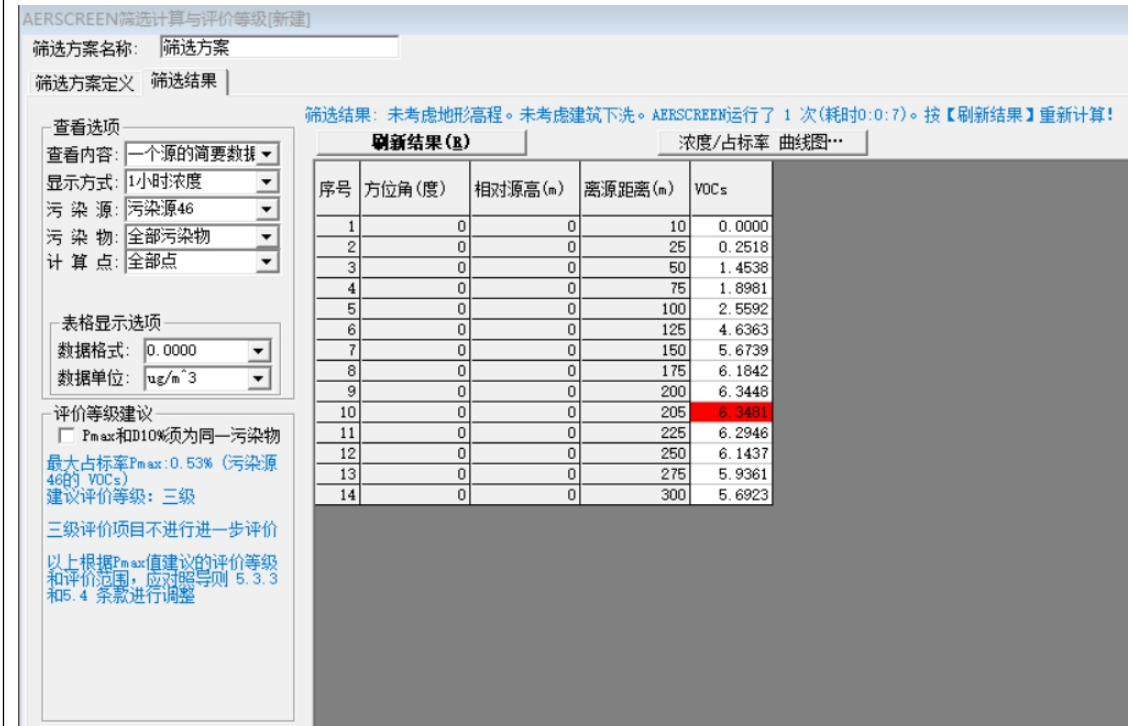 AERSCREEN筛选计算与评价等级[新建]
筛选方案名称: 筛选方案
筛选方案定义 筛选结果
筛选结果: 未考虑地形高程。未考虑建筑下洗。AERSCREEN运行了 1 次(耗时0:0:7)。按【刷新结果】重新计算!
刷新结果(R) 浓度/占标率 曲线图…
查看选项
查看内容: 一个源的简要数据
显示方式: 1小时浓度
污 染 源: 污染源46
污 染 物: 全部污染物
计 算 点: 全部点
表格显示选项
数据格式: 0.0000
数据单位: ug/m^3
评价等级建议
Pmax和D10%须为同一污染物
最大占标率Pmax:0.53% (污染源
46的 VOCs)
建议评价等级: 三级
三级评价项目不进行进一步评价
以上根据Pmax值建议的评价等级
和评价范围, 应对照导则 5.3.3
和5.4 条款进行调整
序号 方位角(度) 相对源高(m) 离源距离(m) VOCs
1 0 0 10 0.0000
2 0 0 25 0.2518
3 0 0 50 1.4538
4 0 0 75 1.8981
5 0 0 100 2.5592
6 0 0 125 4.6363
7 0 0 150 5.6739
8 0 0 175 6.1842
9 0 0 200 6.3448
10 0 0 205 6.3481
11 0 0 225 6.2946
12 0 0 250 6.1437
13 0 0 275 5.9361
14 0 0 300 5.6923